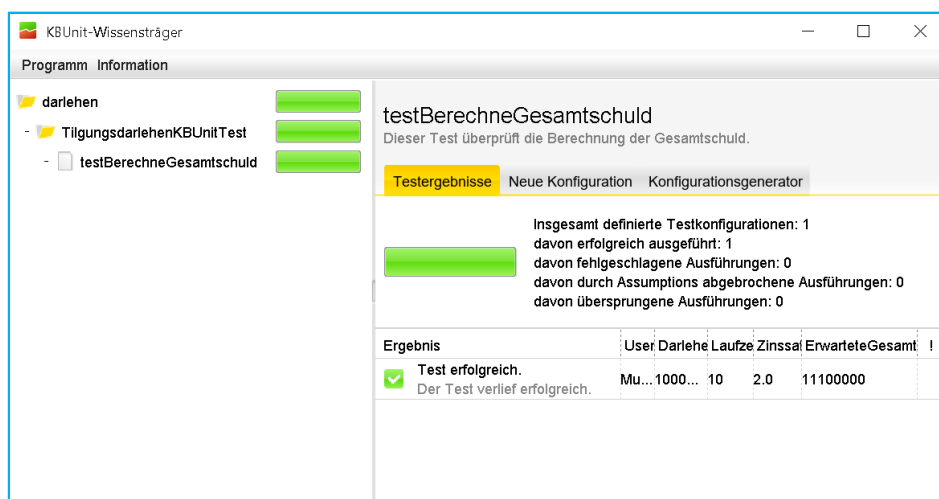 KBUnit-Wissensträger
Programm Information
darlehen
TilgungsdarlehenKBUnitTest
testBerechneGesamtschuld
testBerechneGesamtschuld
Dieser Test überprüft die Berechnung der Gesamtschuld.
Testergebnisse Neue Konfiguration Konfigurationsgenerator
Insgesamt definierte Testkonfigurationen: 1
davon erfolgreich ausgeführt: 1
davon fehlgeschlagene Ausführungen: 0
davon durch Assumptions abgebrochene Ausführungen: 0
davon übersprungene Ausführungen: 0
Ergebnis User Darlehe Laufze Zinssat ErwarteteGesamt !
Test erfolgreich.
Der Test verlief erfolgreich.
Mu... 1000... 10 2.0 11100000